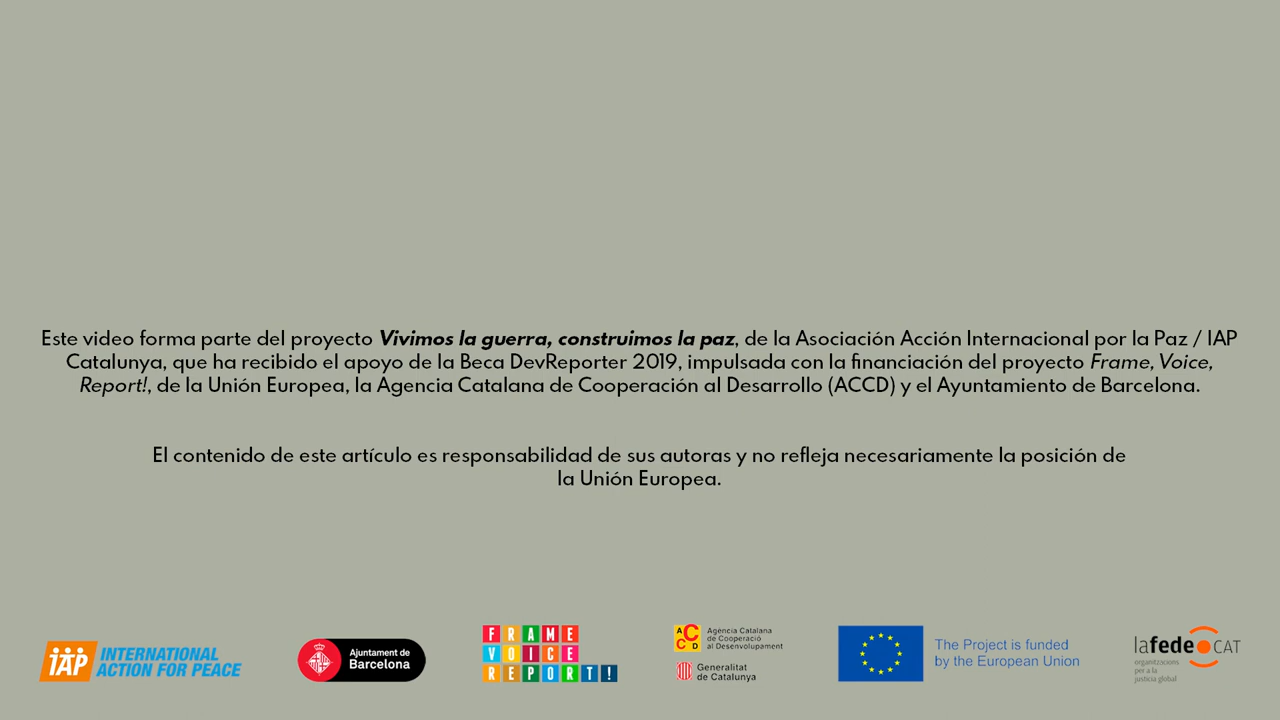 Este video forma parte del proyecto Vivimos la guerra, construimos la paz, de la Asociación Acción Internacional por la Paz / IAP
Catalunya, que ha recibido el apoyo de la Beca DevReporter 2019, impulsada con la financiación del proyecto Frame, Voice,
Report!, de la Unión Europea, la Agencia Catalana de Cooperación al Desarrollo (ACCD) y el Ayuntamiento de Barcelona.
El contenido de este artículo es responsabilidad de sus autoras y no refleja necesariamente la posición de
la Unión Europea.
iAP INTERNATIONAL
ACTION FOR PEACE
Ajuntament de
Barcelona
FRAME
VOICE
REPORT!
ACCD
Agència Catalana
de Cooperació
al Desenvolupament
Generalitat
de Catalunya
The Project is funded
by the European Union
lafede CAT
organitzacions
per a la
justícia global